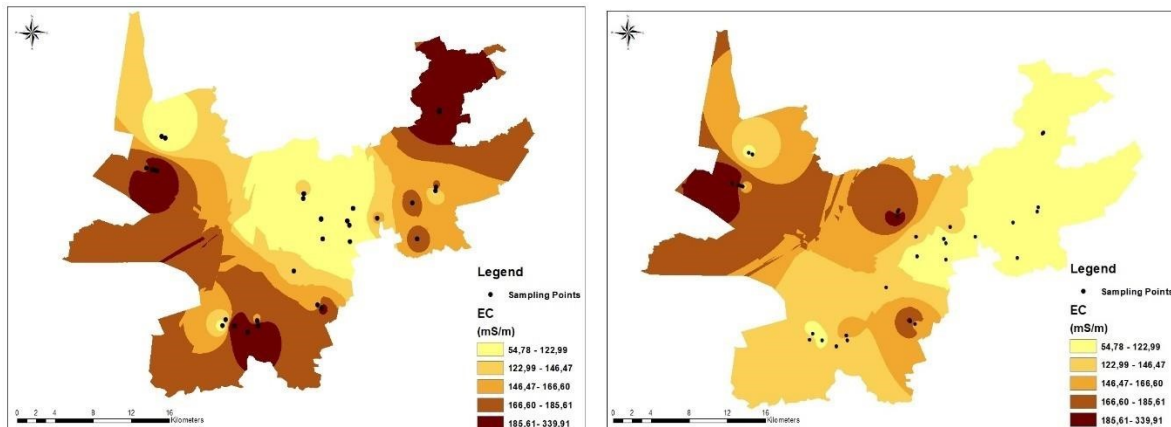 Legend
Sampling Points
EC
(mS/m)
54,78 - 122,99
122,99 - 146,47
146,47- 166,60
166,60 - 185,61
185,61- 339,91
0 2 4 8 12 16
Kilometers
Legend
Sampling Points
EC
(mS/m)
54,78 - 122,99
122,99 - 146,47
146,47- 166,60
166,60 - 185,61
185,61- 339,91
0 2 4 8 12 16
Kilometers